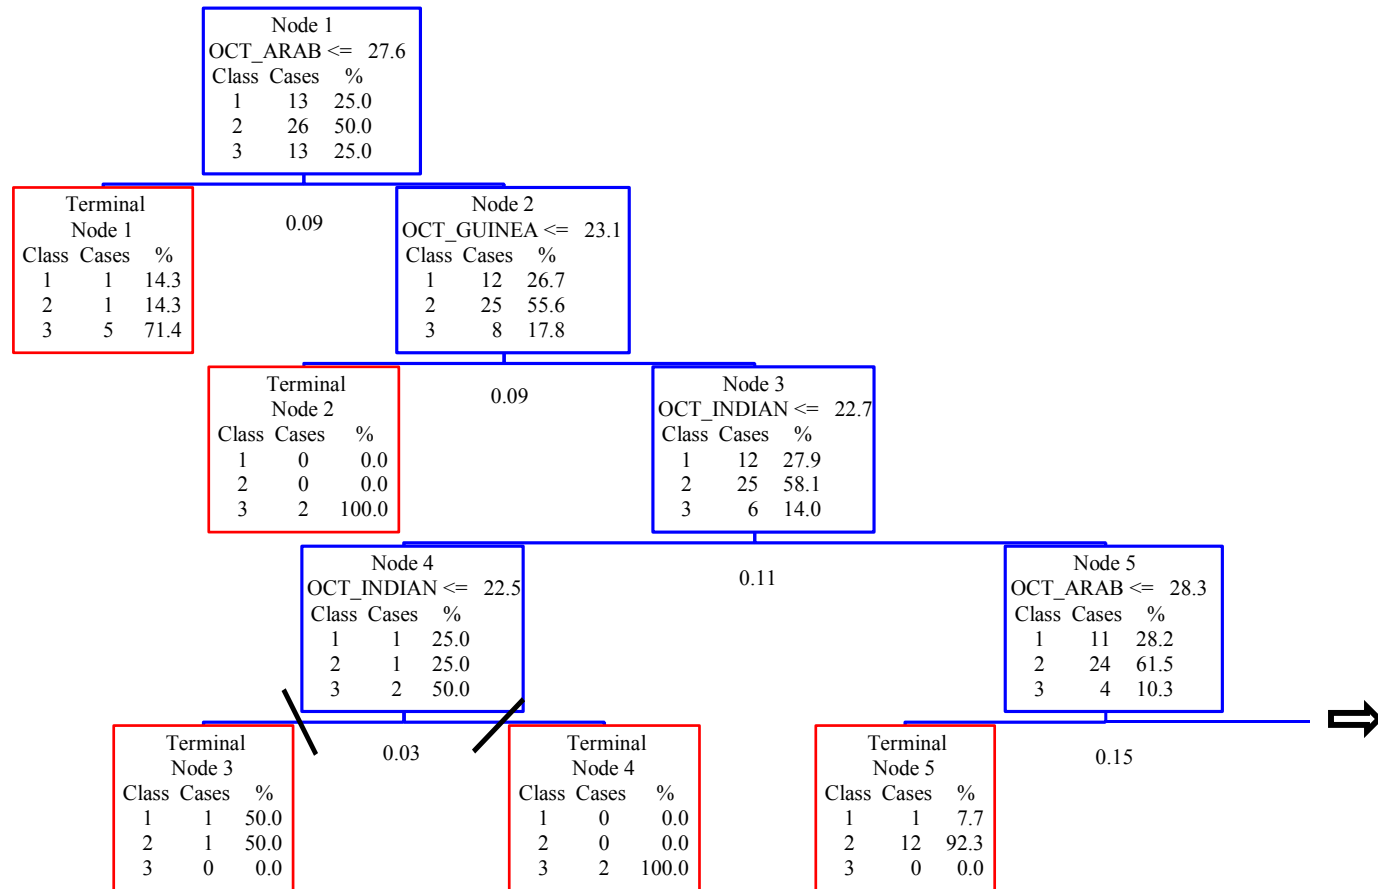 Node 1
OCT_ARAB <= 27.6
Class Cases %
1 13 25.0
2 26 50.0
3 13 25.0
Terminal
Node 1
Class Cases %
1 1 14.3
2 1 14.3
3 5 71.4
0.09
Node 2
OCT_GUINEA <= 23.1
Class Cases %
1 12 26.7
2 25 55.6
3 8 17.8
Terminal
Node 2
Class Cases %
1 0 0.0
2 0 0.0
3 2 100.0
0.09
Node 3
OCT_INDIAN <= 22.7
Class Cases %
1 12 27.9
2 25 58.1
3 6 14.0
Node 4
OCT_INDIAN <= 22.5
Class Cases %
1 1 25.0
2 1 25.0
3 2 50.0
0.11
Node 5
OCT_ARAB <= 28.3
Class Cases %
1 11 28.2
2 24 61.5
3 4 10.3
Terminal
Node 3
Class Cases %
1 1 50.0
2 1 50.0
3 0 0.0
0.03
Terminal
Node 4
Class Cases %
1 0 0.0
2 0 0.0
3 2 100.0
Terminal
Node 5
Class Cases %
1 1 7.7
2 12 92.3
3 0 0.0
0.15